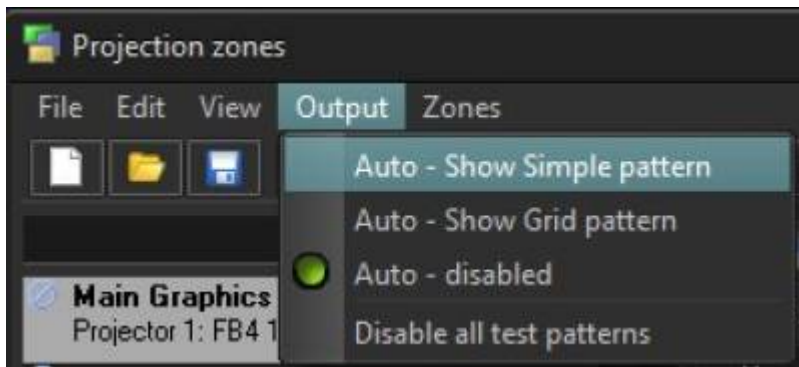 Projection zones
File Edit View Output Zones
Auto - Show Simple pattern
Auto - Show Grid pattern
Auto - disabled
Disable all test patterns
Main Graphics
Projector 1: FB4 1